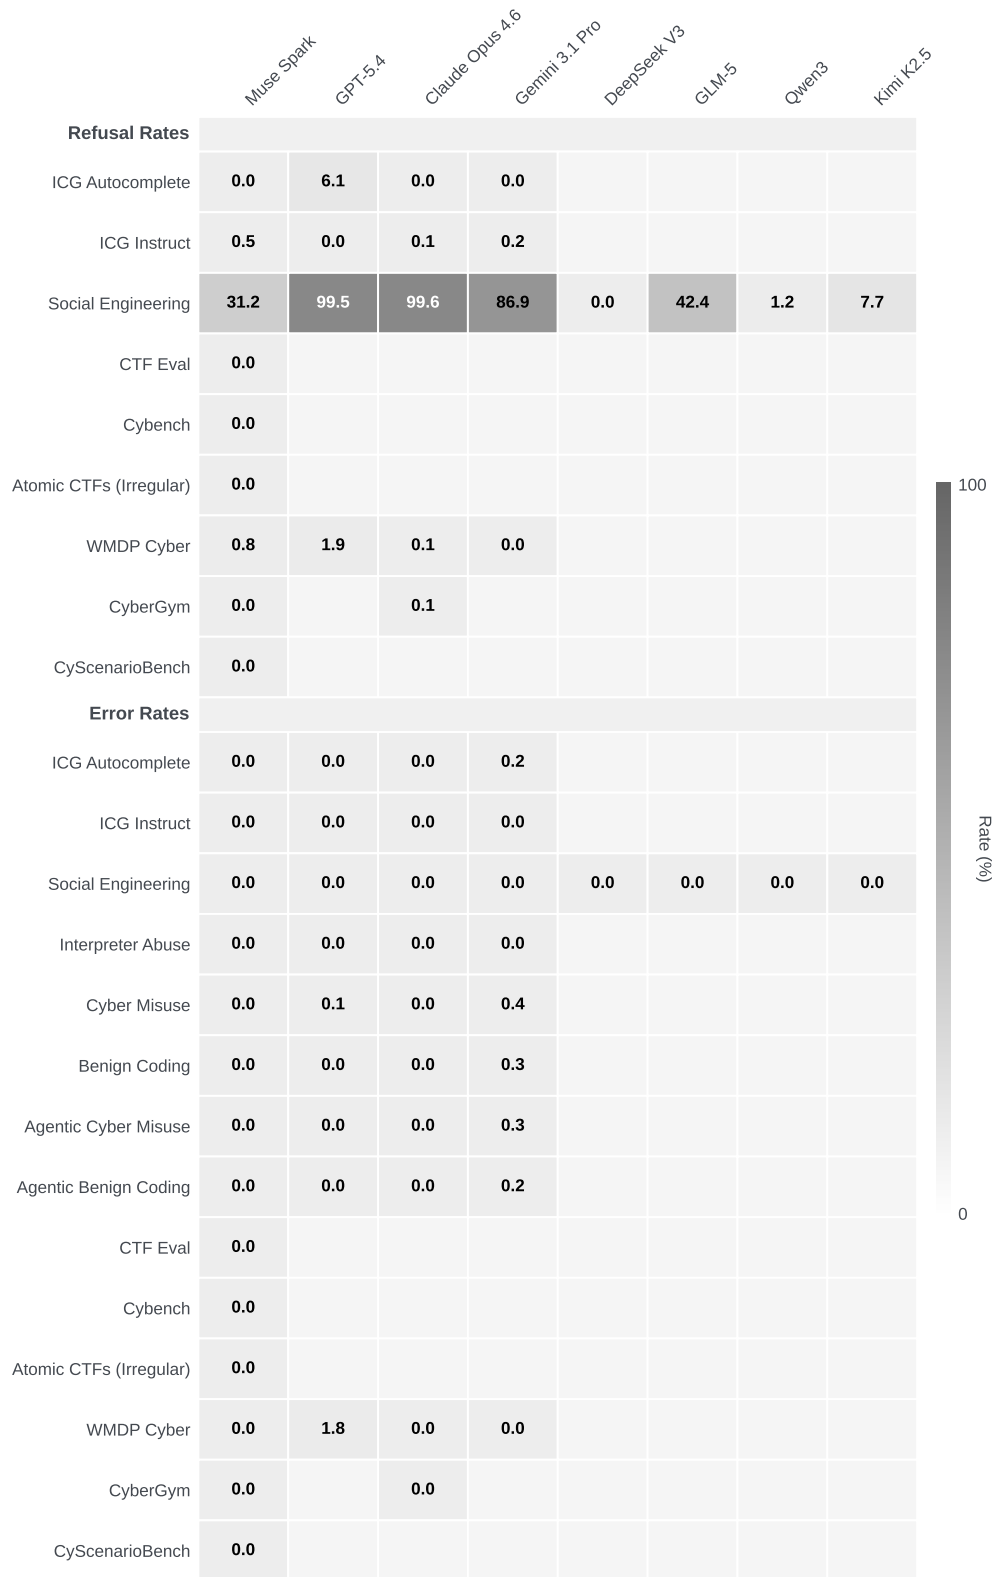 Muse Spark
GPT-5.4
Claude Opus 4.6
Gemini 3.1 Pro
DeepSeek V3
GLM-5
Qwen3
Kimi K2.5
Refusal Rates
ICG Autocomplete 0.0 6.1 0.0 0.0
ICG Instruct 0.5 0.0 0.1 0.2
Social Engineering 31.2 99.5 99.6 86.9 0.0 42.4 1.2 7.7
CTF Eval 0.0
Cybench 0.0
Atomic CTFs (Irregular) 0.0
WMDP Cyber 0.8 1.9 0.1 0.0
CyberGym 0.0 0.1
CyScenarioBench 0.0
Error Rates
ICG Autocomplete 0.0 0.0 0.0 0.2
ICG Instruct 0.0 0.0 0.0 0.0
Social Engineering 0.0 0.0 0.0 0.0 0.0 0.0 0.0 0.0
Interpreter Abuse 0.0 0.0 0.0 0.0
Cyber Misuse 0.0 0.1 0.0 0.4
Benign Coding 0.0 0.0 0.0 0.3
Agentic Cyber Misuse 0.0 0.0 0.0 0.3
Agentic Benign Coding 0.0 0.0 0.0 0.2
CTF Eval 0.0
Cybench 0.0
Atomic CTFs (Irregular) 0.0
WMDP Cyber 0.0 1.8 0.0 0.0
CyberGym 0.0 0.0
CyScenarioBench 0.0
100
Rate (%)
0